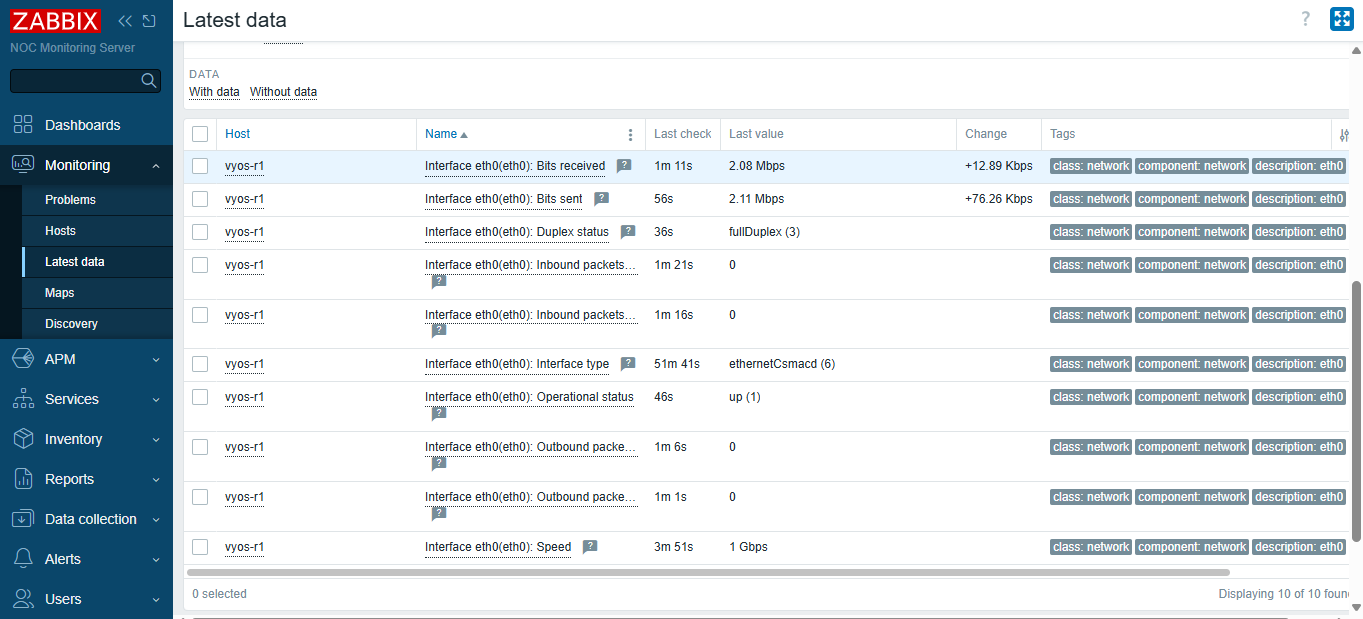 ZABBIX
NOC Monitoring Server
Dashboards
Monitoring
Problems
Hosts
Latest data
Maps
Discovery
APM
Services
Inventory
Reports
Data collection
Alerts
Users
Latest data
?
DATA
With data Without data
Host Name Last check Last value Change Tags
vyos-r1 Interface eth0(eth0): Bits received ? 1m 11s 2.08 Mbps +12.89 Kbps class: network component: network description: eth0
vyos-r1 Interface eth0(eth0): Bits sent ? 56s 2.11 Mbps +76.26 Kbps class: network component: network description: eth0
vyos-r1 Interface eth0(eth0): Duplex status ? 36s fullDuplex (3) class: network component: network description: eth0
vyos-r1 Interface eth0(eth0): Inbound packets… 1m 21s 0 class: network component: network description: eth0
?
vyos-r1 Interface eth0(eth0): Inbound packets… 1m 16s 0 class: network component: network description: eth0
?
vyos-r1 Interface eth0(eth0): Interface type ? 51m 41s ethernetCsmacd (6) class: network component: network description: eth0
vyos-r1 Interface eth0(eth0): Operational status 46s up (1) class: network component: network description: eth0
?
vyos-r1 Interface eth0(eth0): Outbound packe… 1m 6s 0 class: network component: network description: eth0
?
vyos-r1 Interface eth0(eth0): Outbound packe… 1m 1s 0 class: network component: network description: eth0
?
vyos-r1 Interface eth0(eth0): Speed ? 3m 51s 1 Gbps class: network component: network description: eth0
0 selected
Displaying 10 of 10 foun